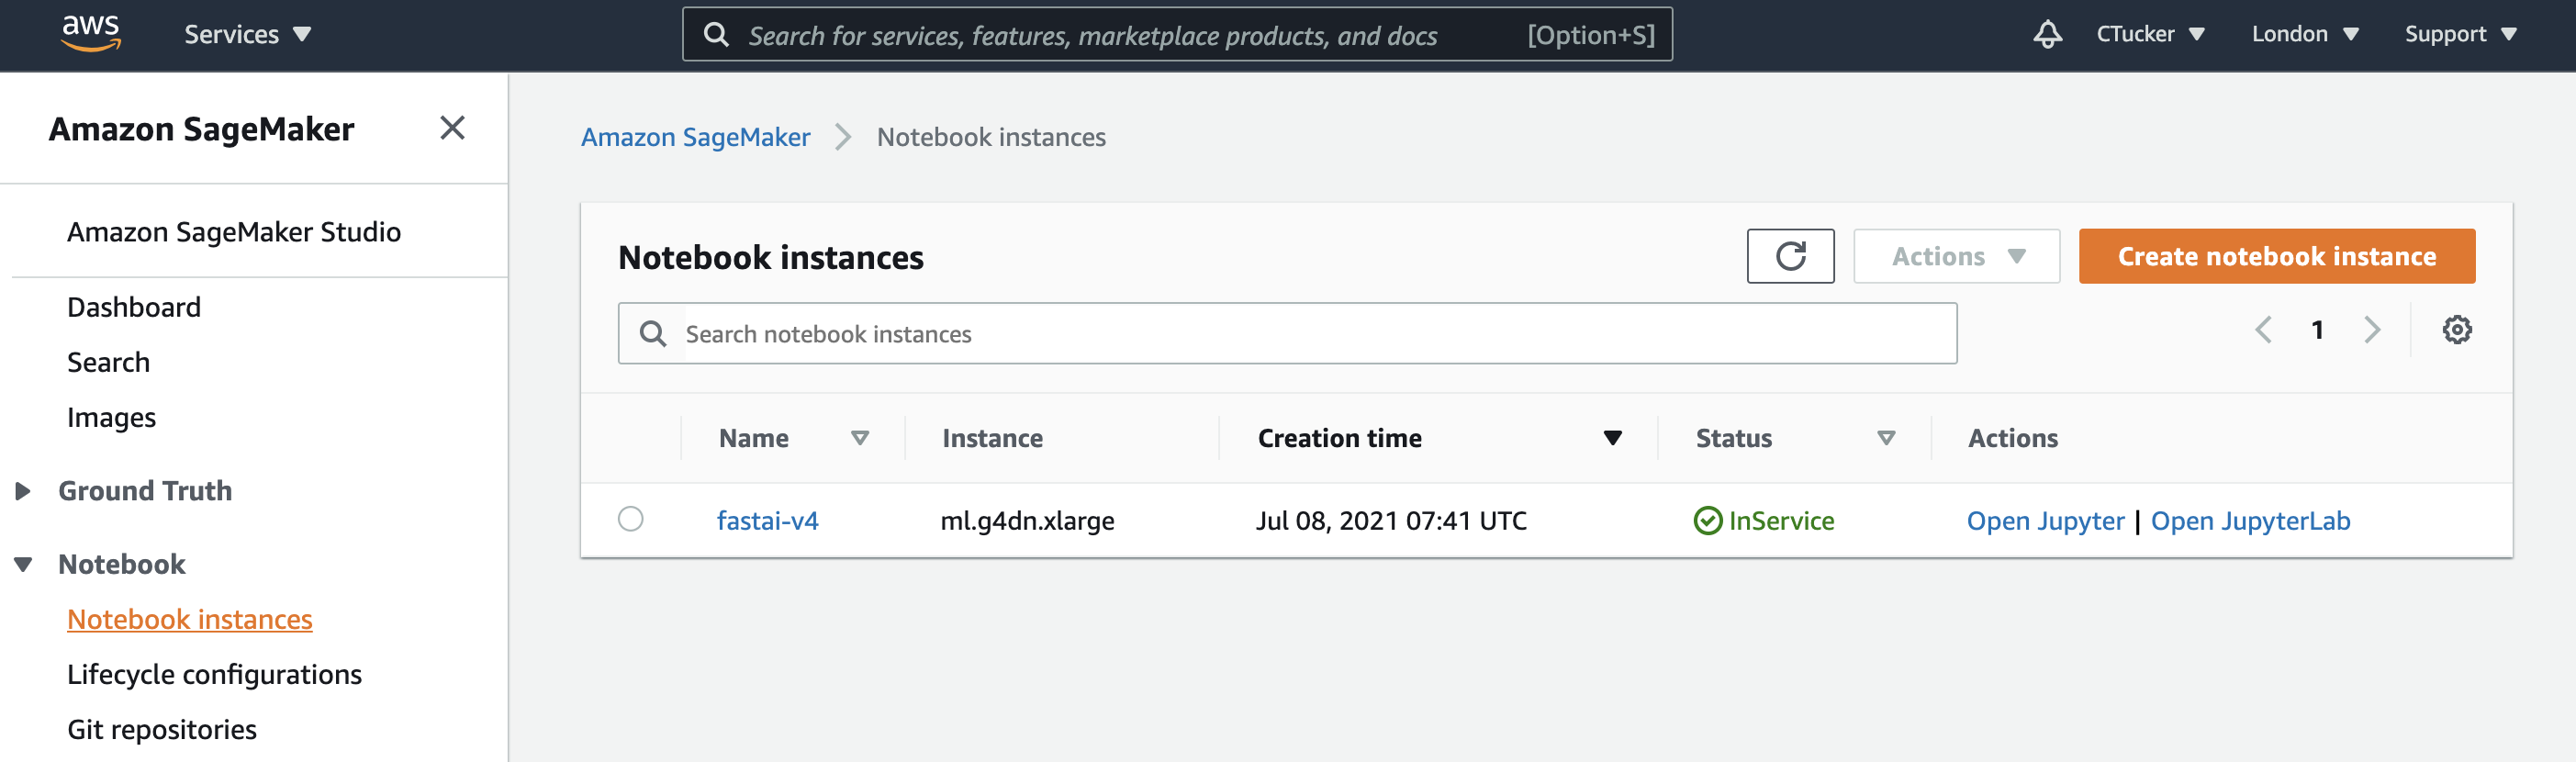 aws Services Search for services, features, marketplace products, and docs [Option+S] CTucker London Support
Amazon SageMaker
Amazon SageMaker Studio
Dashboard
Search
Images
Ground Truth
Notebook
Notebook instances
Lifecycle configurations
Git repositories
Amazon SageMaker Notebook instances
Notebook instances Actions Create notebook instance
Search notebook instances 1
Name Instance Creation time Status Actions
fastai-v4 ml.g4dn.xlarge Jul 08, 2021 07:41 UTC InService Open Jupyter | Open JupyterLab